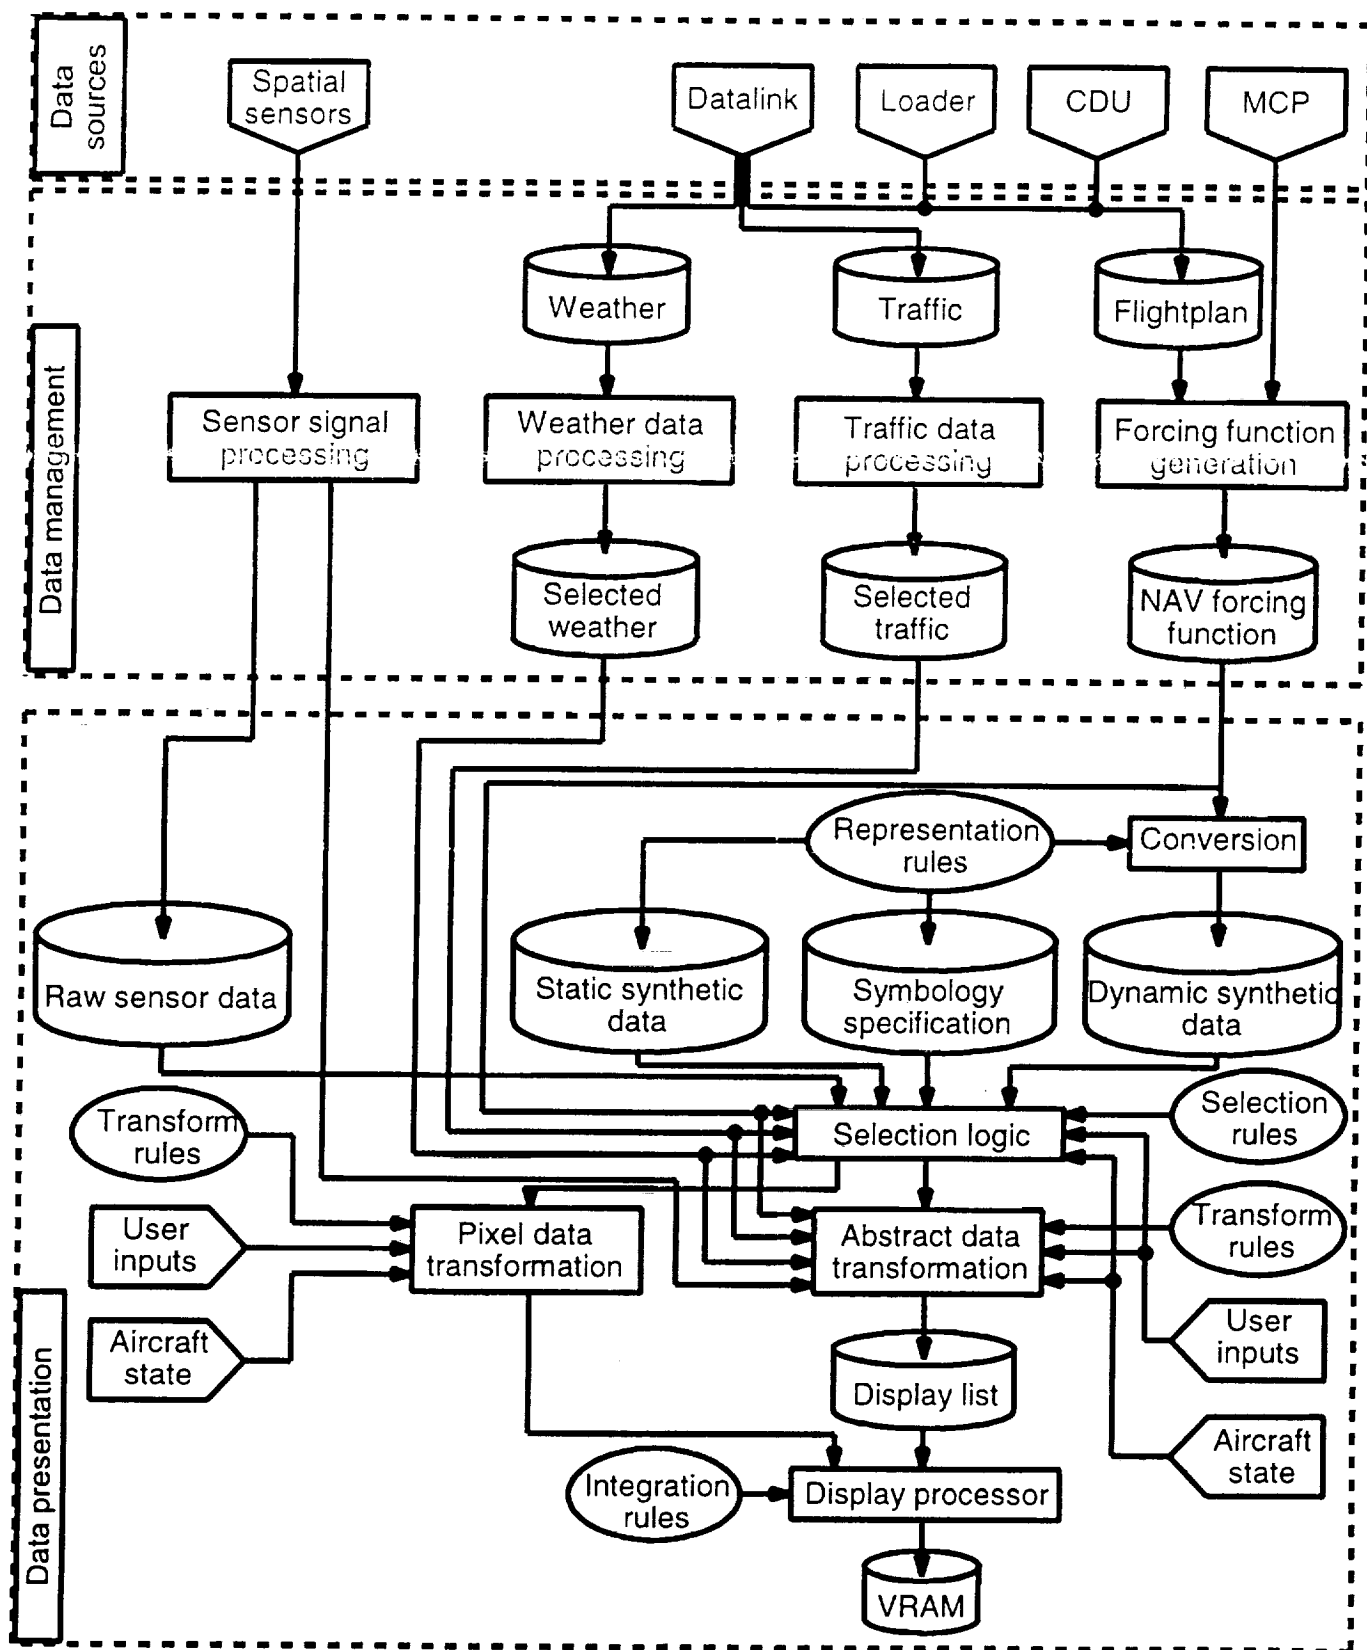 Data
sources
Spatial
sensors
Datalink
Loader
CDU
MCP
Data management
Weather
Traffic
Flightplan
Sensor signal
processing
Weather data
processing
Traffic data
processing
Forcing function
generation
Selected
weather
Selected
traffic
NAV forcing
function
Representation
rules
Conversion
Raw sensor data
Static synthetic
data
Symbology
specification
Dynamic synthetic
data
Transform
rules
Selection logic
Selection
rules
User
inputs
Pixel data
transformation
Abstract data
transformation
Transform
rules
Aircraft
state
User
inputs
Data presentation
Display list
Aircraft
state
Integration
rules
Display processor
VRAM